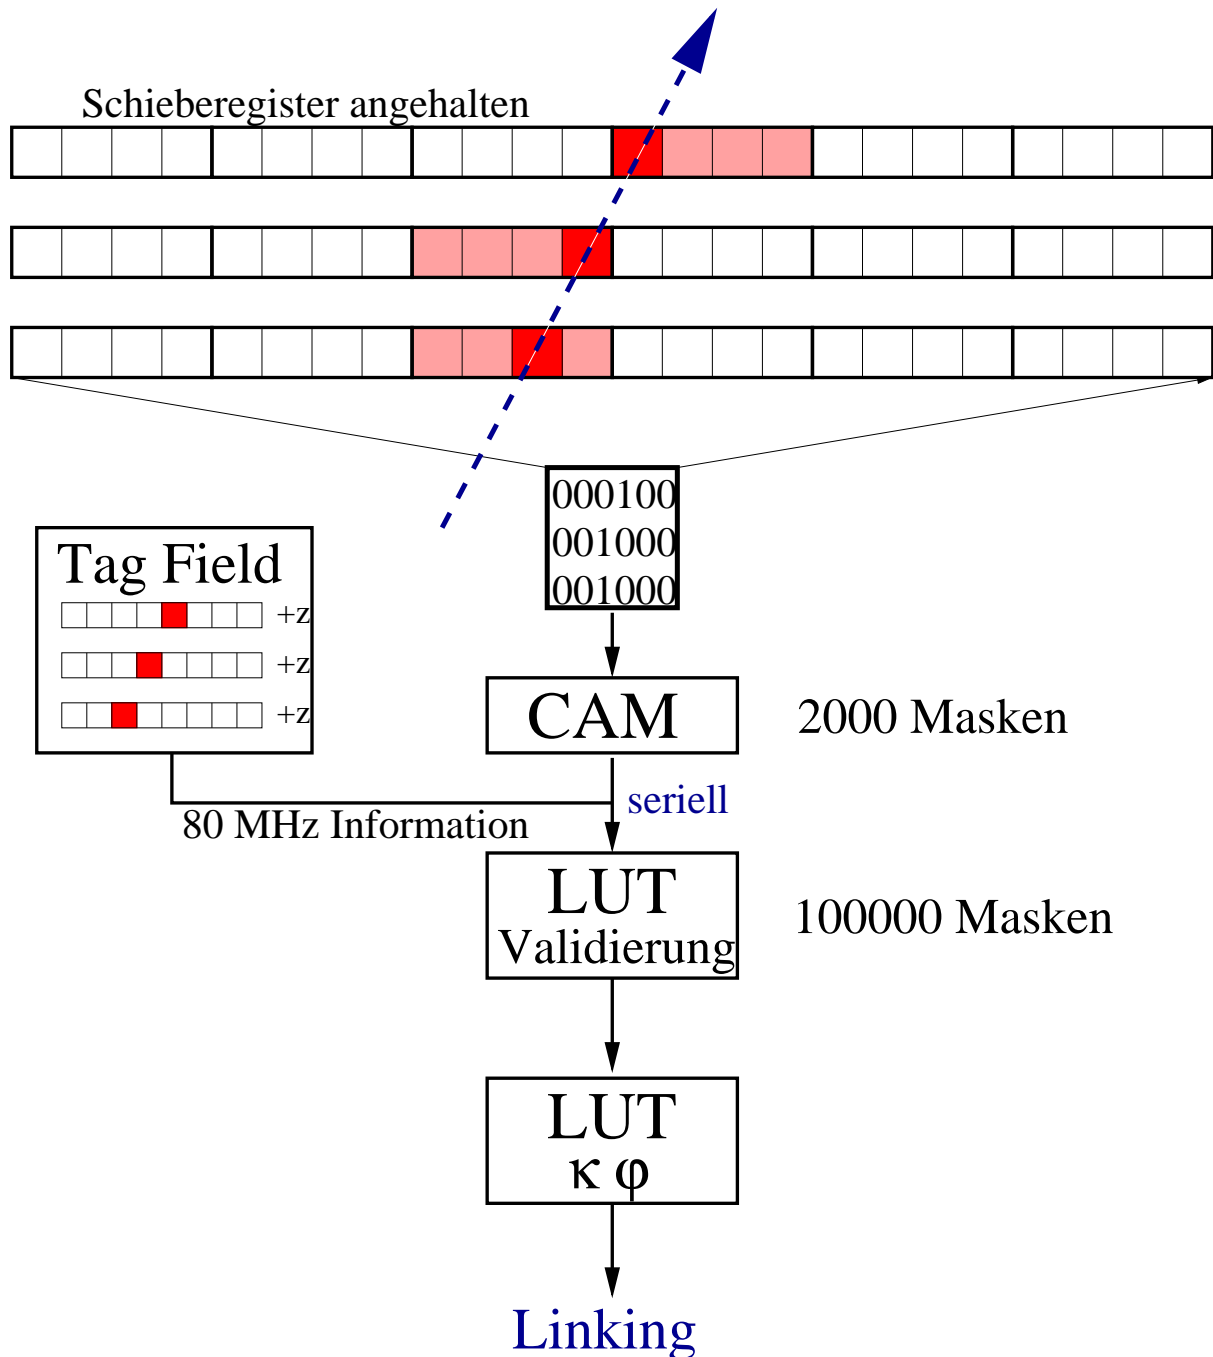 Schieberegister angehalten
000100
001000
001000
Tag Field
+z
+z
+z
CAM
2000 Masken
seriell
80 MHz Information
LUT
Validierung
100000 Masken
LUT
κ φ
Linking